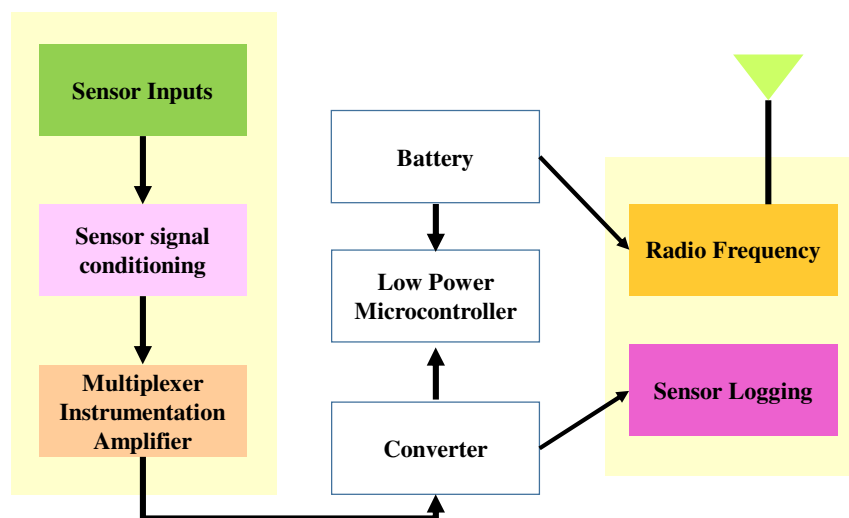 Sensor Inputs
Sensor signal
conditioning
Multiplexer
Instrumentation
Amplifier
Battery
Low Power
Microcontroller
Converter
Radio Frequency
Sensor Logging